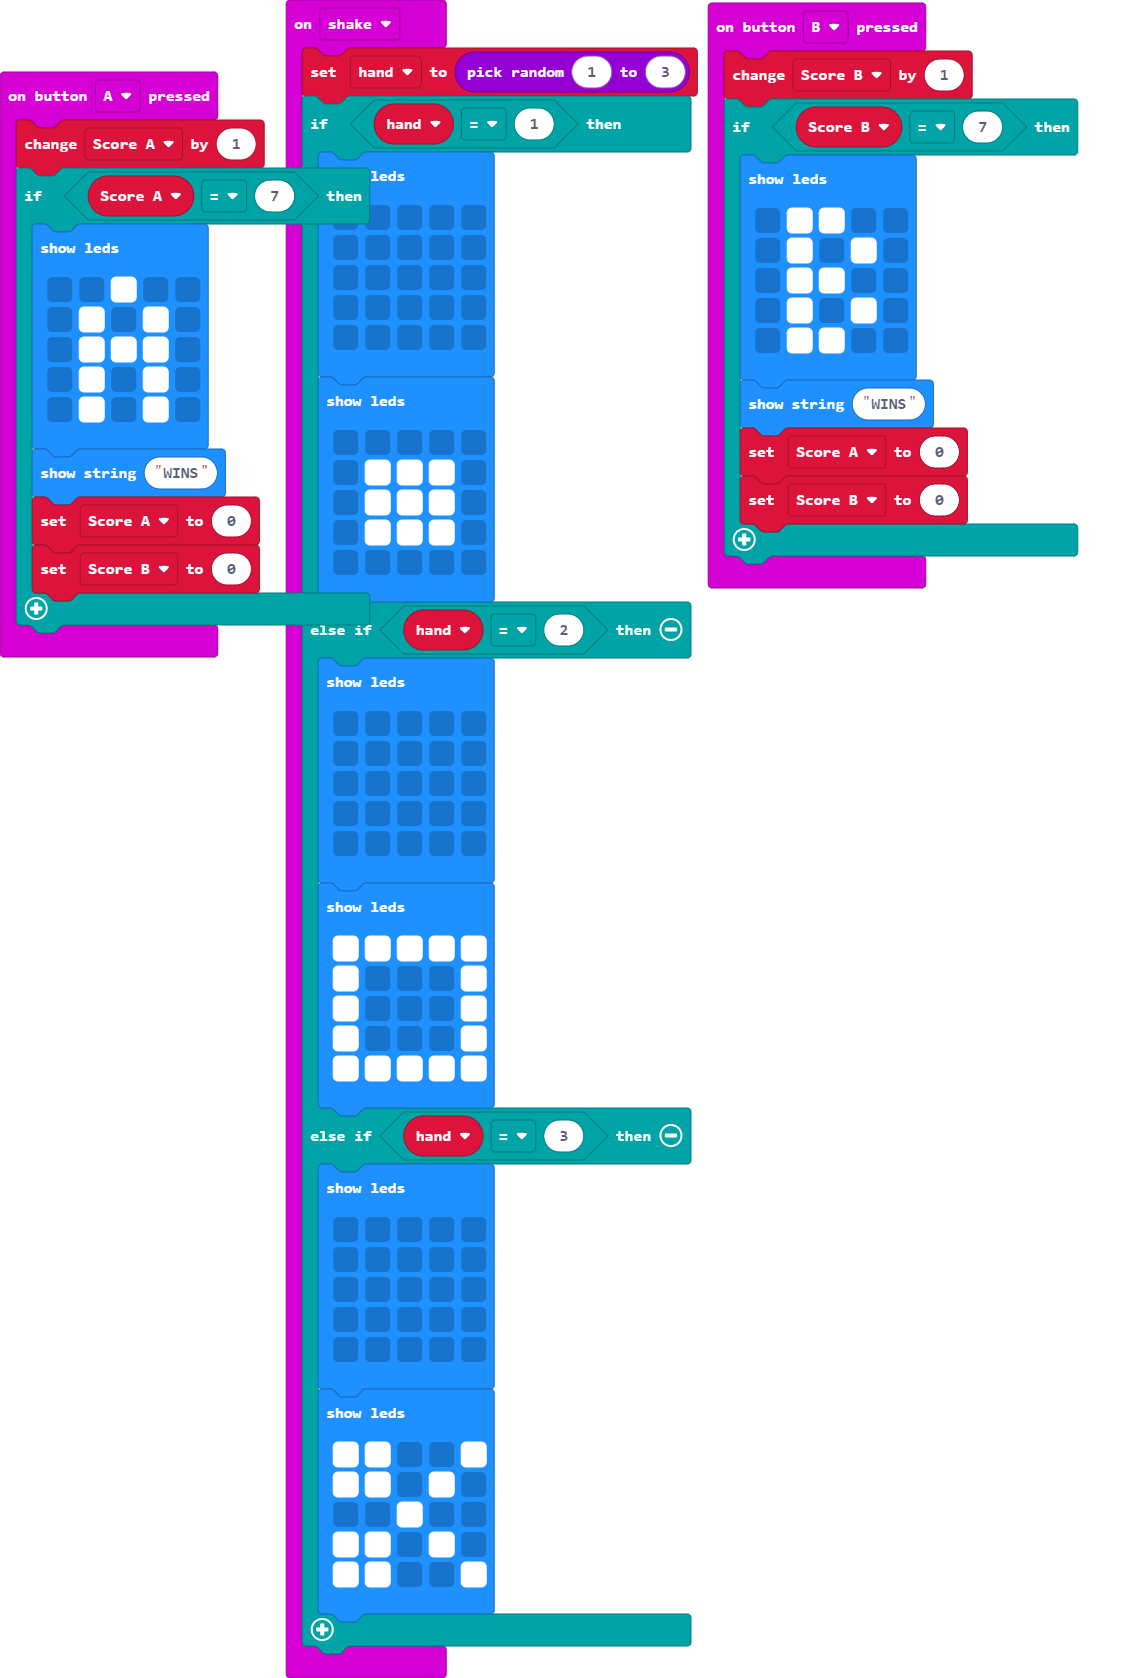 on button A pressed
change Score A by 1
if Score A = 7 then
show leds
show string "WINS"
set Score A to 0
set Score B to 0
on shake
set hand to pick random 1 to 3
if hand = 1 then
leds
show leds
else if hand = 2 then
show leds
show leds
else if hand = 3 then
show leds
show leds
on button B pressed
change Score B by 1
if Score B = 7 then
show leds
show string "WINS"
set Score A to 0
set Score B to 0